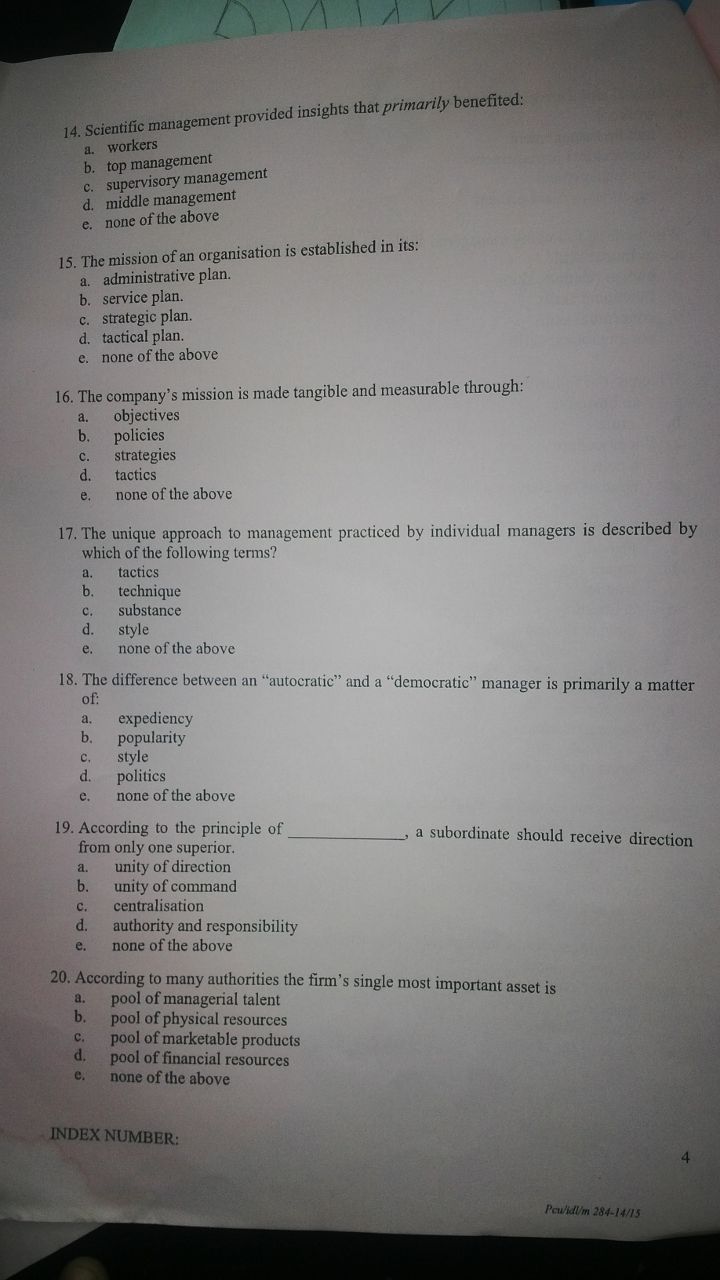 14. Scientific management provided insights that primarily benefited:
a. workers
b. top management
c. supervisory management
d. middle management
e. none of the above
15. The mission of an organisation is established in its:
a. administrative plan.
b. service plan.
c. strategic plan.
d. tactical plan.
e. none of the above
16. The company's mission is made tangible and measurable through:
a. objectives
b. policies
c. strategies
d. tactics
e. none of the above
17. The unique approach to management practiced by individual managers is described by
which of the following terms?
a. tactics
b. technique
c. substance
d. style
e. none of the above
18. The difference between an “autocratic” and a “democratic” manager is primarily a matter
of:
a. expediency
b. popularity
c. style
d. politics
e. none of the above
19. According to the principle of ____________, a subordinate should receive direction
from only one superior.
a. unity of direction
b. unity of command
c. centralisation
d. authority and responsibility
e. none of the above
20. According to many authorities the firm's single most important asset is
a. pool of managerial talent
b. pool of physical resources
c. pool of marketable products
d. pool of financial resources
e. none of the above
INDEX NUMBER:
4
Pcu/idl/m 284-14/15